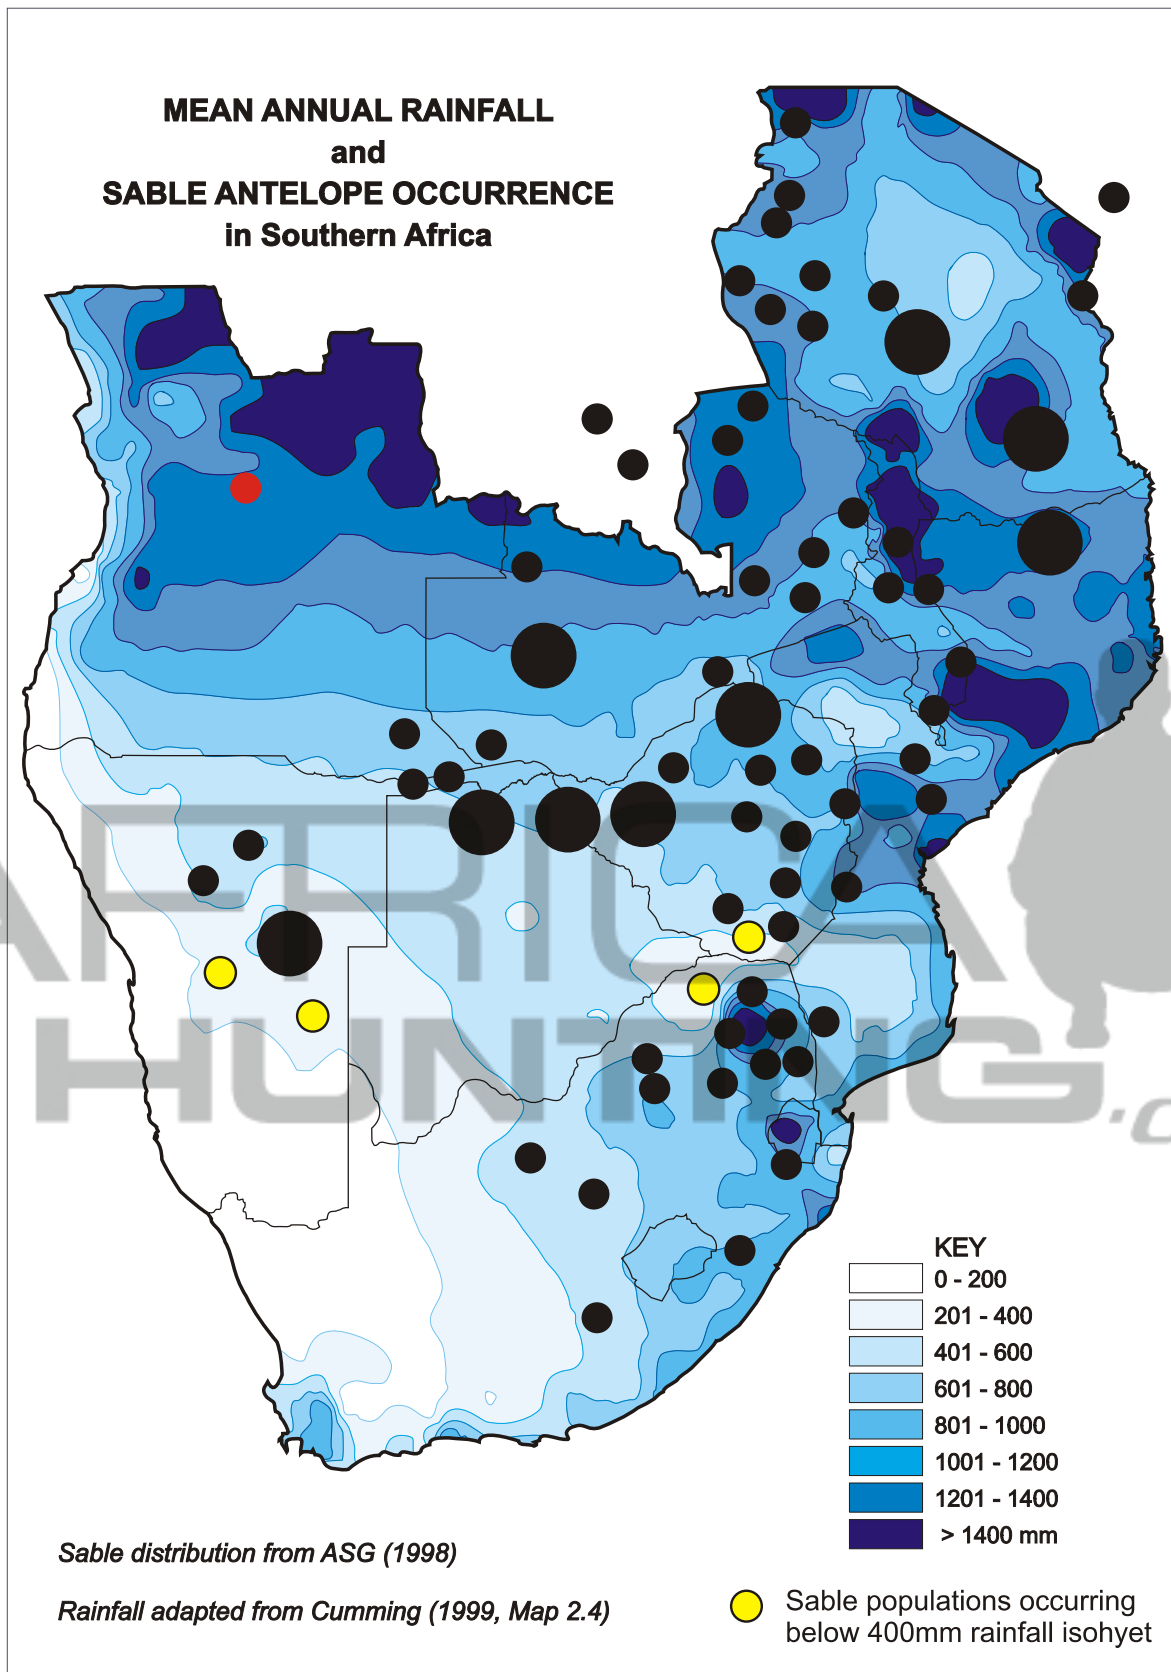 MEAN ANNUAL RAINFALL
and
SABLE ANTELOPE OCCURRENCE
in Southern Africa
AFRICA
HUNTING
.c
KEY
0 - 200
201 - 400
401 - 600
601 - 800
801 - 1000
1001 - 1200
1201 - 1400
> 1400 mm
Sable distribution from ASG (1998)
Rainfall adapted from Cumming (1999, Map 2.4)
Sable populations occurring
below 400mm rainfall isohyet